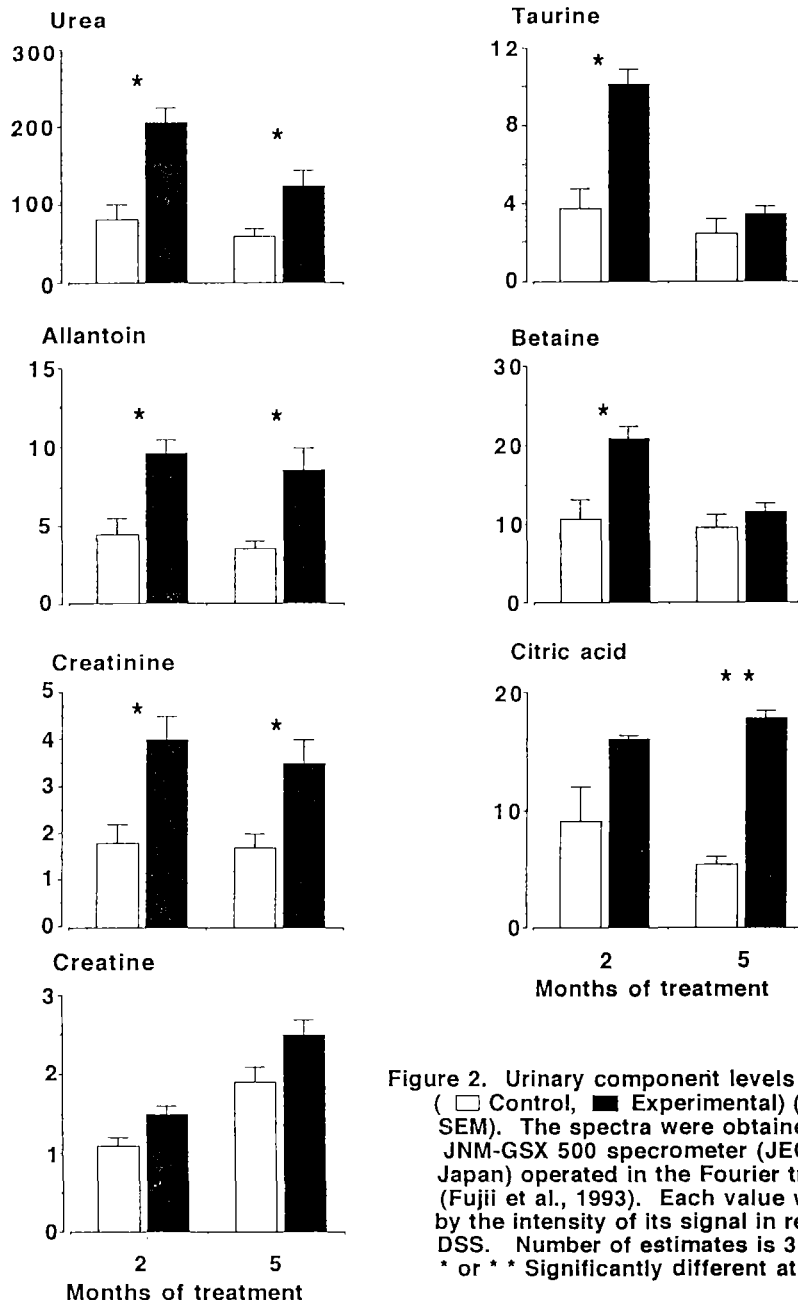 Urea
300
200
100
0
* *
Allantoin
15
10
5
0
* *
Creatinine
5
4
3
2
1
0
* *
Creatine
3
2
1
0
2 5
Months of treatment
Taurine
12
8
4
0
*
Betaine
30
20
10
0
*
Citric acid
20
10
0
* *
2 5
Months of treatment
Figure 2. Urinary component levels
( □ Control, ■ Experimental) (
SEM). The spectra were obtaine
JNM-GSX 500 specrometer (JEO
Japan) operated in the Fourier tr
(Fujii et al., 1993). Each value w
by the intensity of its signal in re
DSS. Number of estimates is 3
* or * * Significantly different at